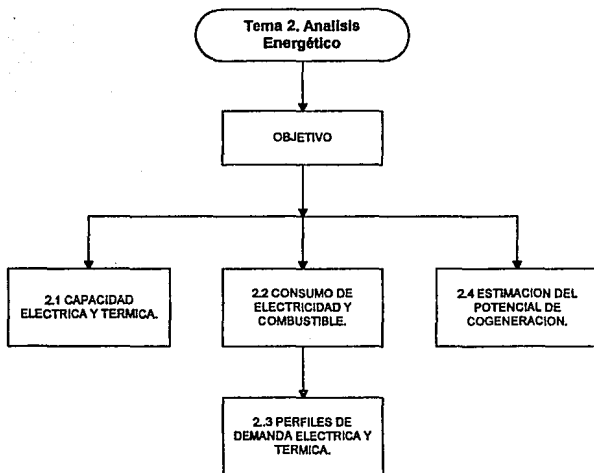 Tema 2. Analisis
Energético
OBJETIVO
2.1 CAPACIDAD
ELECTRICA Y TERMICA.
2.2 CONSUMO DE
ELECTRICIDAD Y
COMBUSTIBLE.
2.4 ESTIMACION DEL
POTENCIAL DE
COGENERACION.
2..3 PERFILES DE
DEMANDA ELECTRICA Y
TERMICA.